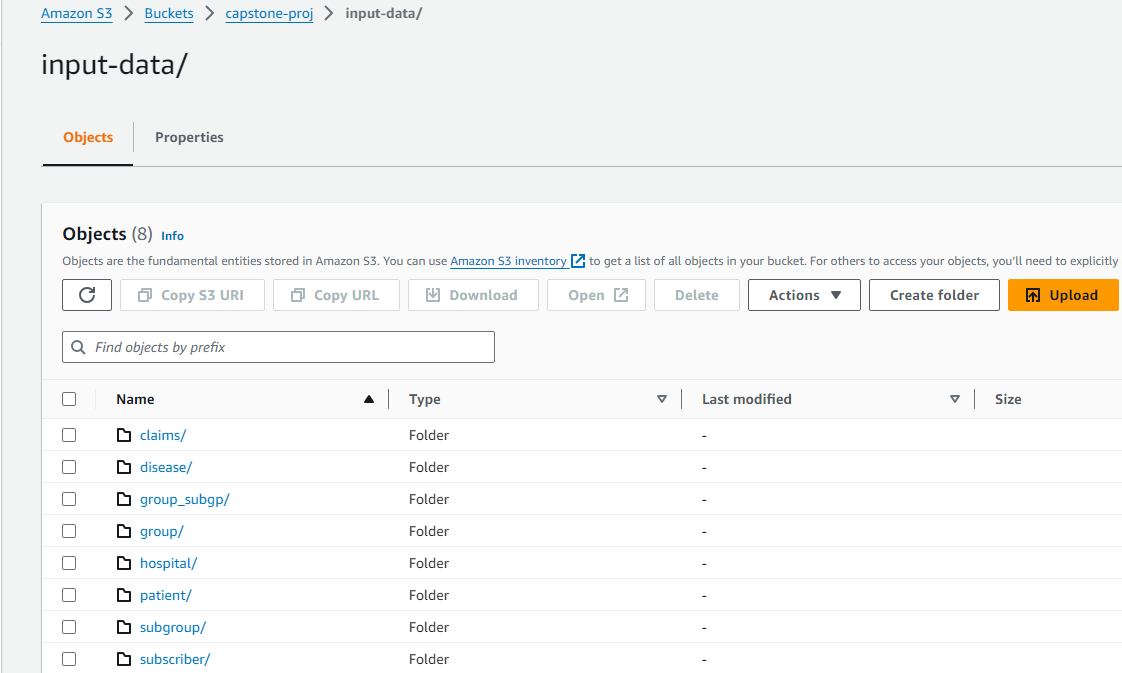 Amazon S3 > Buckets > capstone-proj > input-data/
input-data/
Objects Properties
Objects (8) Info
Objects are the fundamental entities stored in Amazon S3. You can use Amazon S3 inventory to get a list of all objects in your bucket. For others to access your objects, you'll need to explicitly
Copy S3 URI Copy URL Download Open Delete Actions Create folder Upload
Find objects by prefix
Name Type Last modified Size
claims/ Folder -
disease/ Folder -
group_subgp/ Folder -
group/ Folder -
hospital/ Folder -
patient/ Folder -
subgroup/ Folder -
subscriber/ Folder -